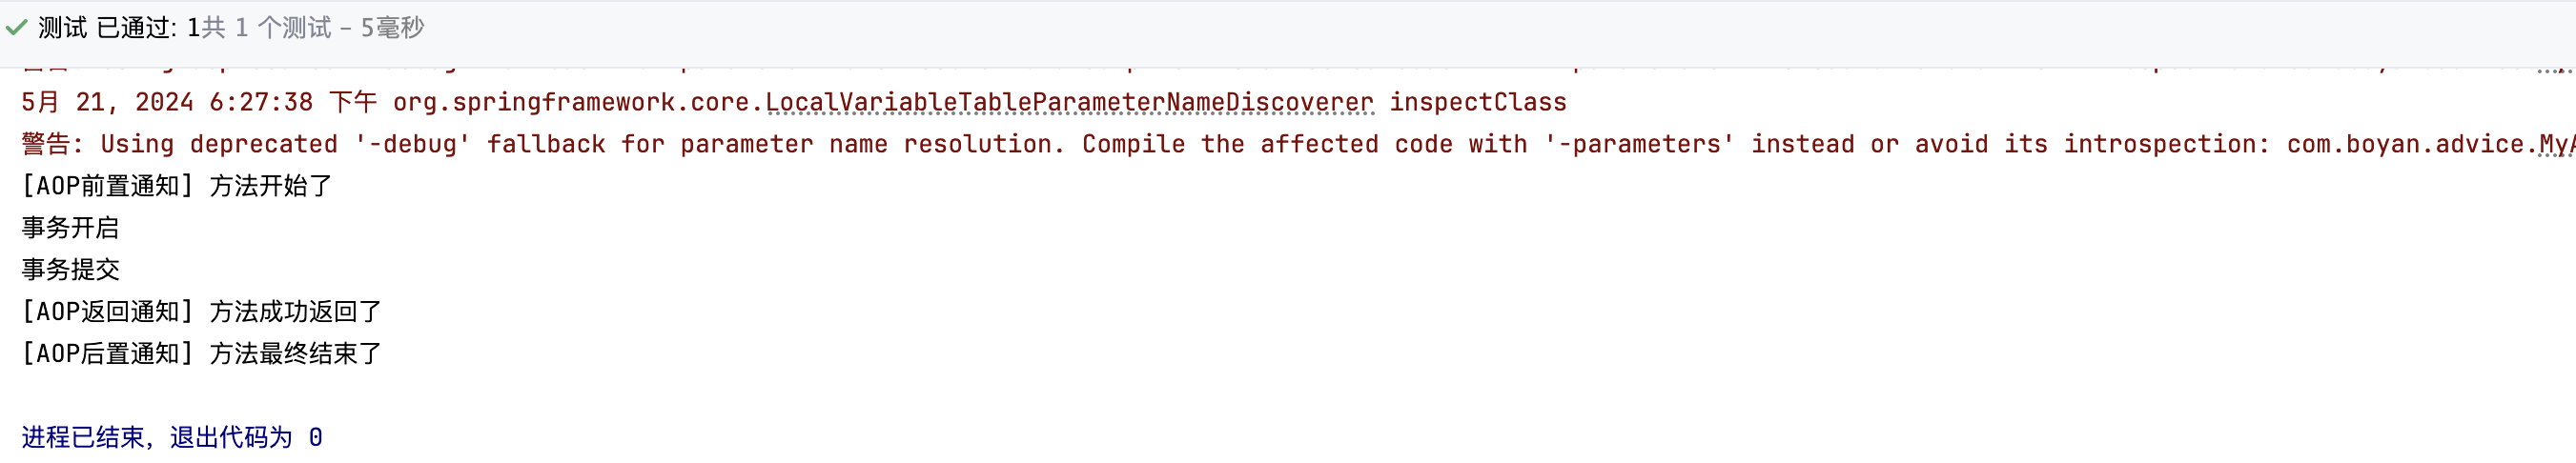 测试 已通过: 1共 1 个测试 – 5毫秒
5月 21, 2024 6:27:38 下午 org.springframework.core.LocalVariableTableParameterNameDiscoverer inspectClass
警告: Using deprecated '-debug' fallback for parameter name resolution. Compile the affected code with '-parameters' instead or avoid its introspection: com.boyan.advice.MyA
[AOP前置通知] 方法开始了
事务开启
事务提交
[AOP返回通知] 方法成功返回了
[AOP后置通知] 方法最终结束了
进程已结束，退出代码为 0